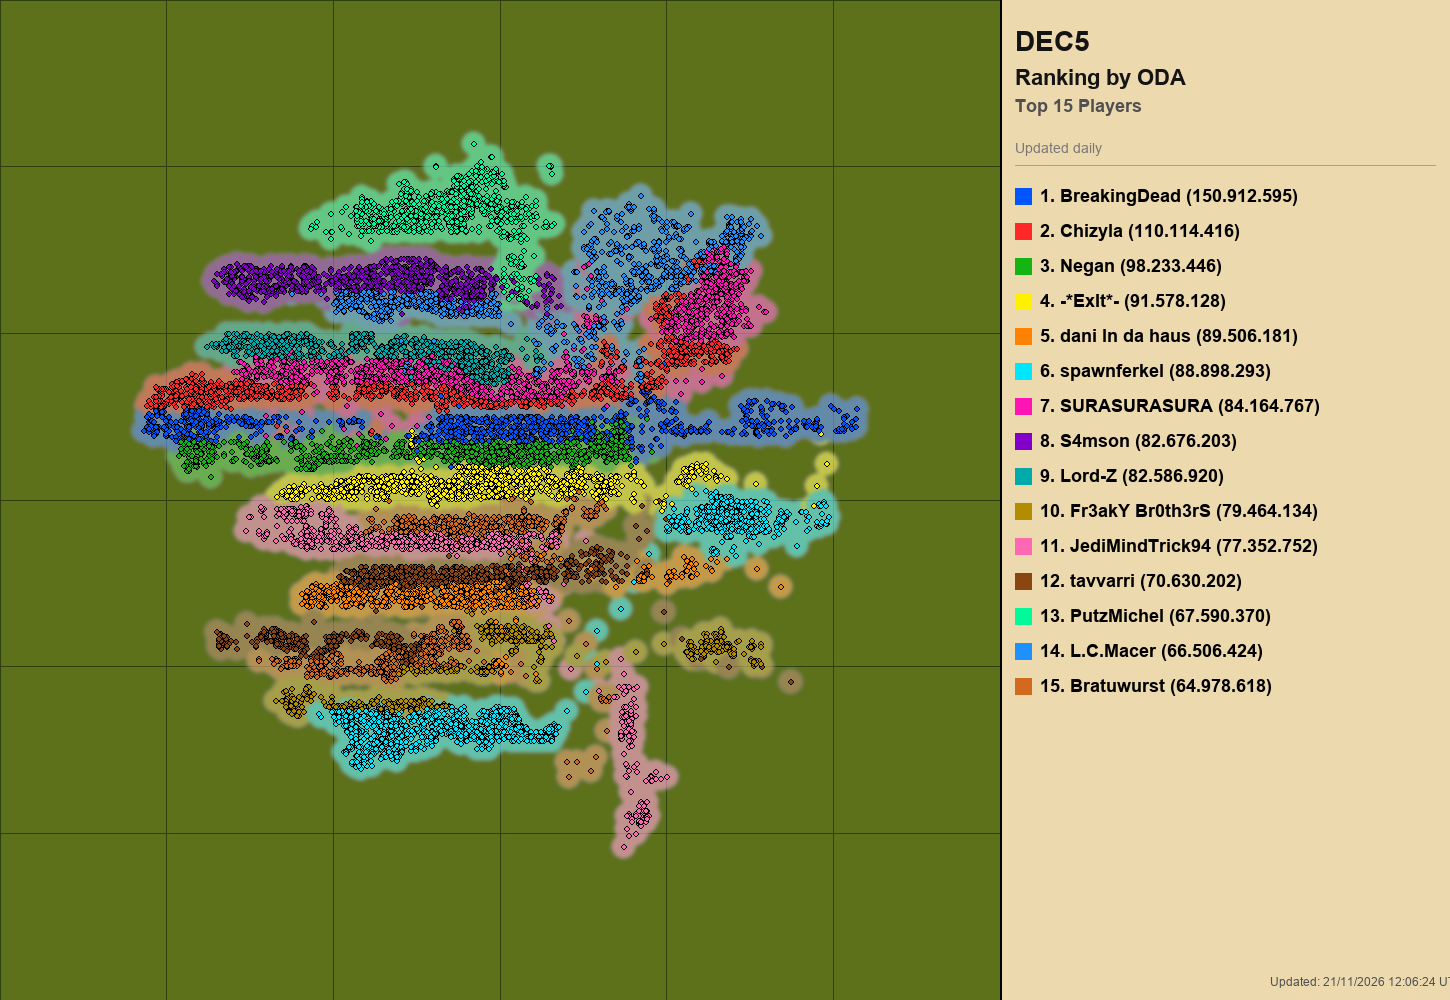 DEC5
Ranking by ODA
Top 15 Players
Updated daily
1. BreakingDead (150.912.595)
2. Chizyla (110.114.416)
3. Negan (98.233.446)
4. -*ExIt*- (91.578.128)
5. dani in da haus (89.506.181)
6. spawnferkel (88.898.293)
7. SURASURASURA (84.164.767)
8. S4mson (82.676.203)
9. Lord-Z (82.586.920)
10. Fr3akY Br0th3rS (79.464.134)
11. JediMindTrick94 (77.352.752)
12. tavvarri (70.630.202)
13. PutzMichel (67.590.370)
14. L.C.Macer (66.506.424)
15. Bratuwurst (64.978.618)
Updated: 21/11/2026 12:06:24